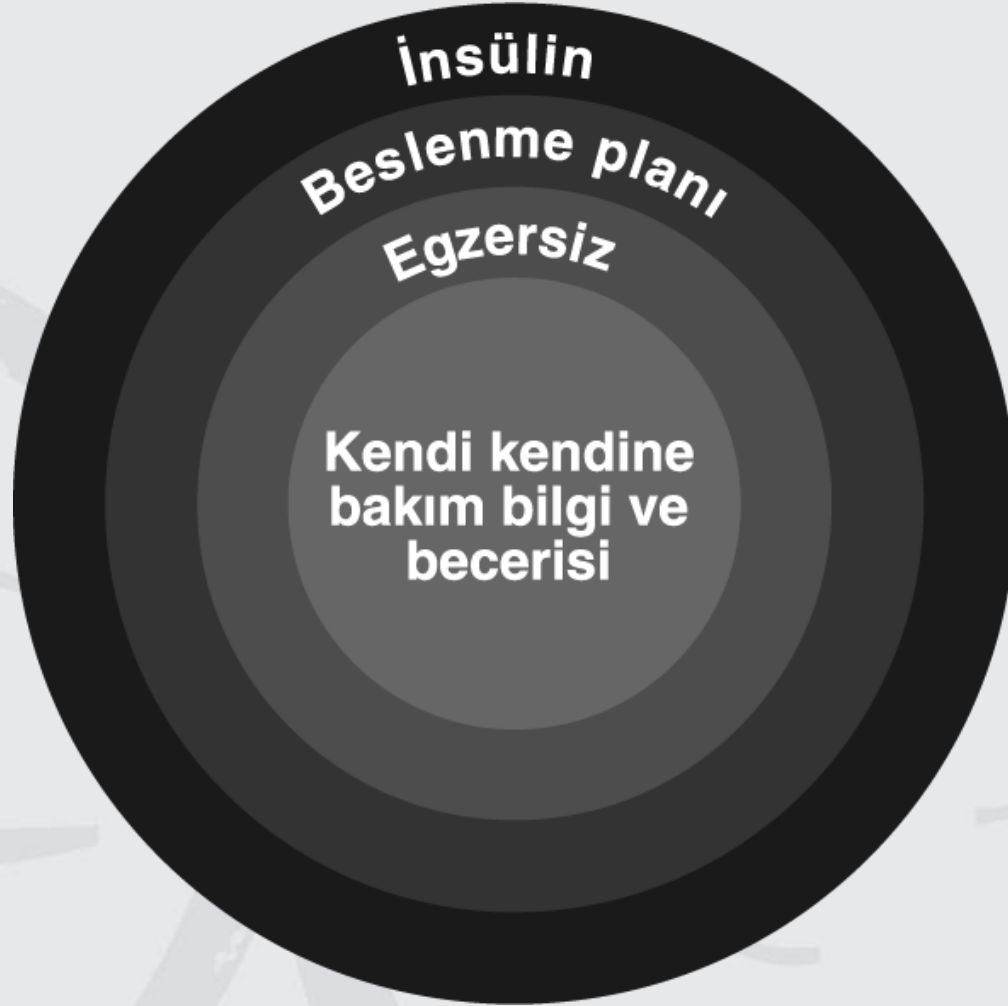 İnsülin
Beslenme planı
Egzersiz
Kendi kendine
bakım bilgi ve
becerisi